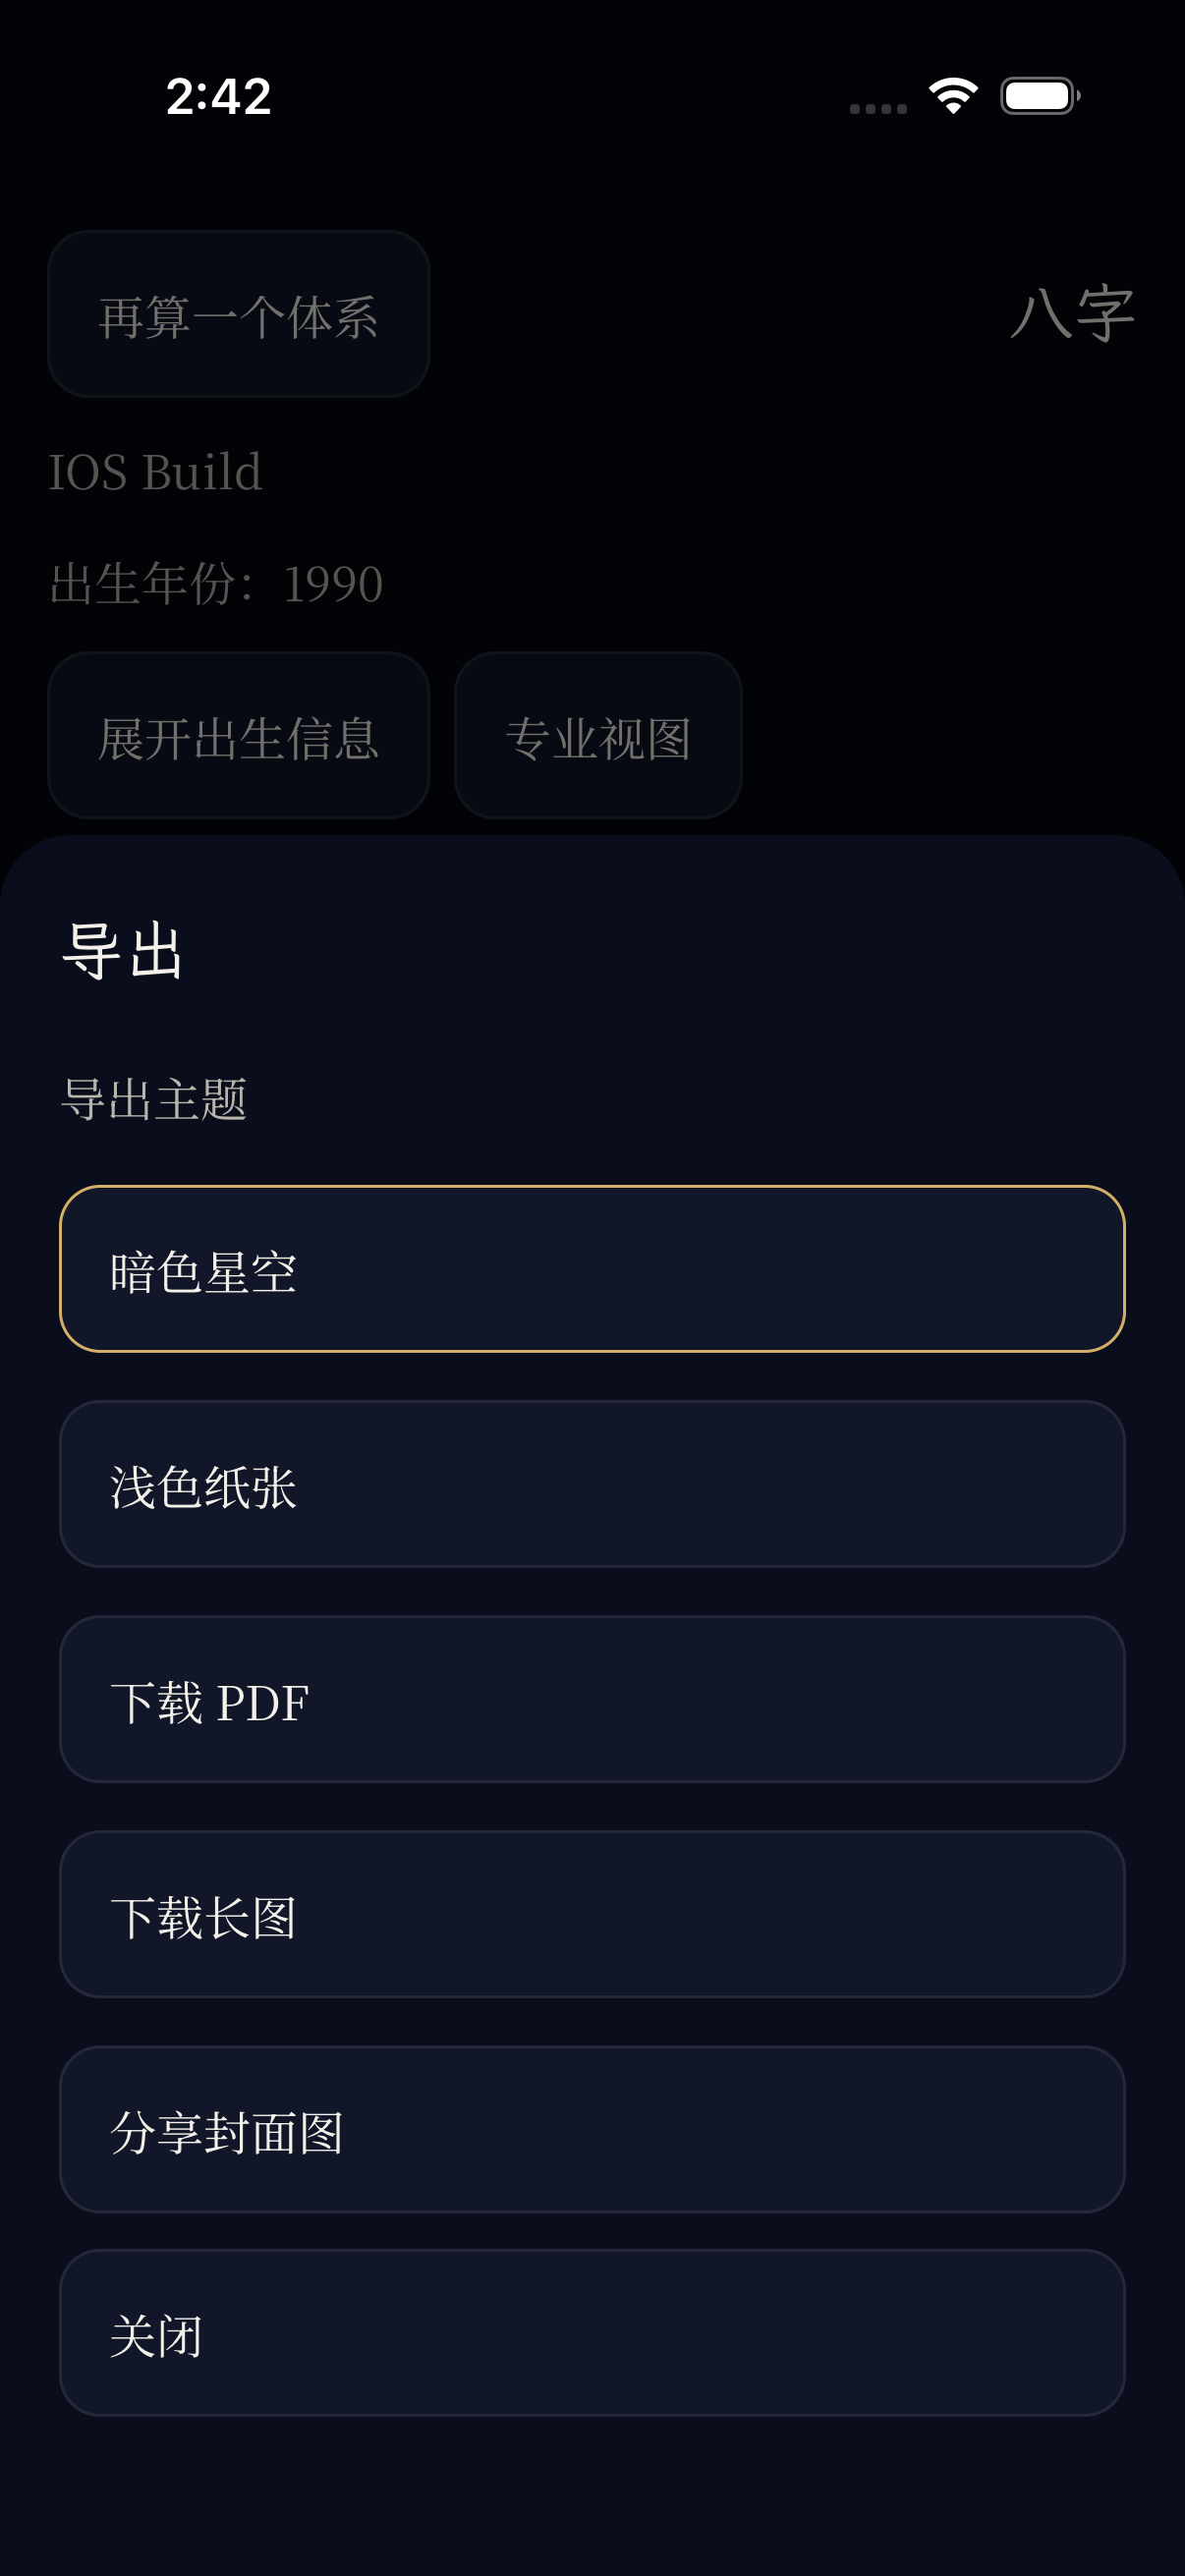 2:42
再算一个体系
八字
IOS Build
出生年份：1990
展开出生信息
专业视图
导出
导出主题
暗色星空
浅色纸张
下载 PDF
下载长图
分享封面图
关闭